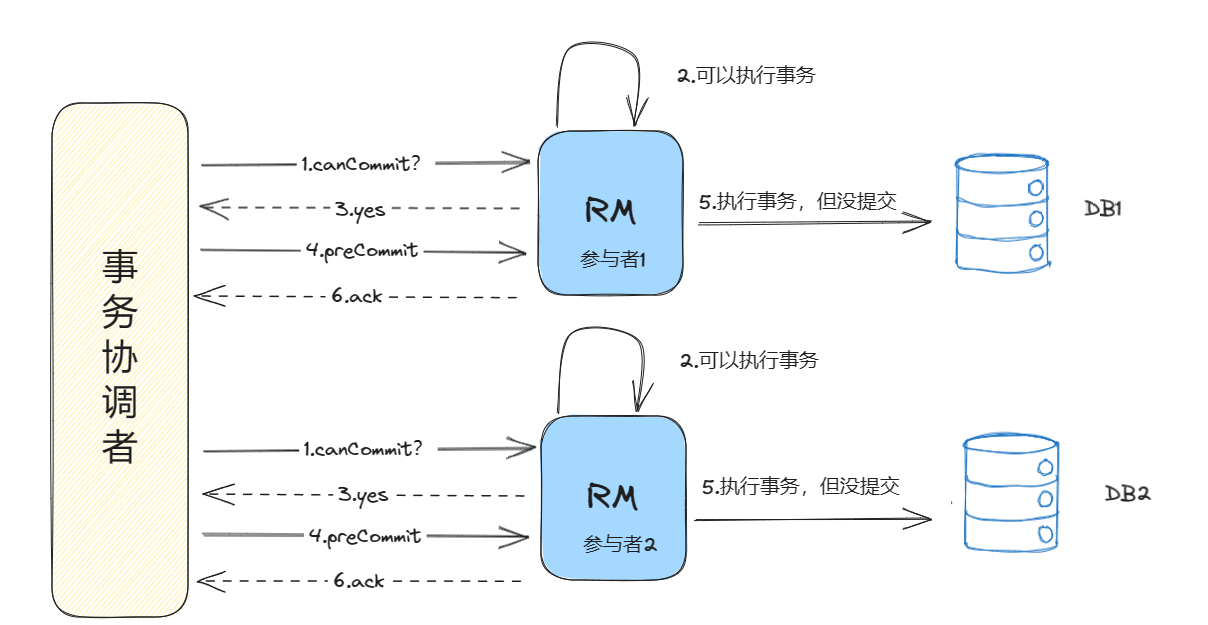 2.可以执行事务
1.canCommit?
3.yes
4.preCommit
6.ack
RM
参与者1
5.执行事务，但没提交
DB1
事
务
协
调
者
2.可以执行事务
1.canCommit?
3.yes
4.preCommit
6.ack
RM
参与者2
5.执行事务，但没提交
DB2